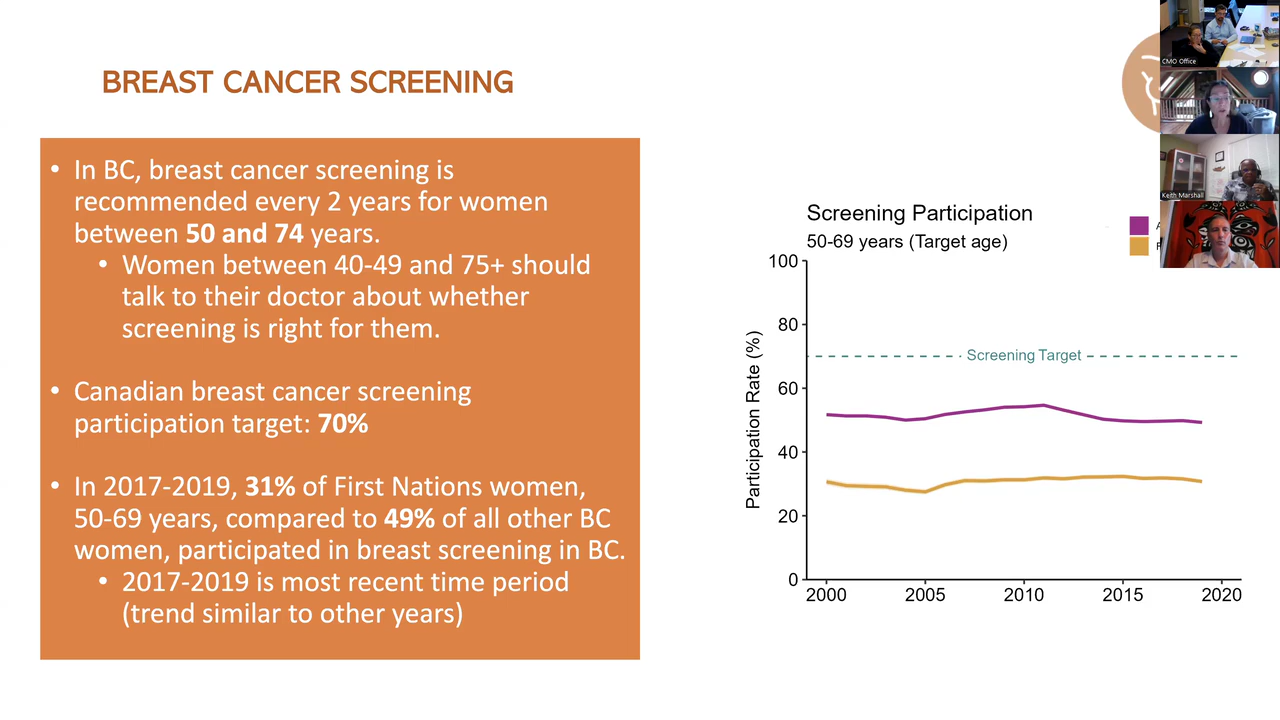 BREAST CANCER SCREENING
• In BC, breast cancer screening is
recommended every 2 years for women
between 50 and 74 years.
• Women between 40-49 and 75+ should
talk to their doctor about whether
screening is right for them.
• Canadian breast cancer screening
participation target: 70%
• In 2017-2019, 31% of First Nations women,
50-69 years, compared to 49% of all other BC
women, participated in breast screening in BC.
• 2017-2019 is most recent time period
(trend similar to other years)
Screening Participation
50-69 years (Target age)
Participation Rate (%)
100
80
60
40
20
0
Screening Target
2000 2005 2010 2015 2020
CMO Office
Keith Marshall